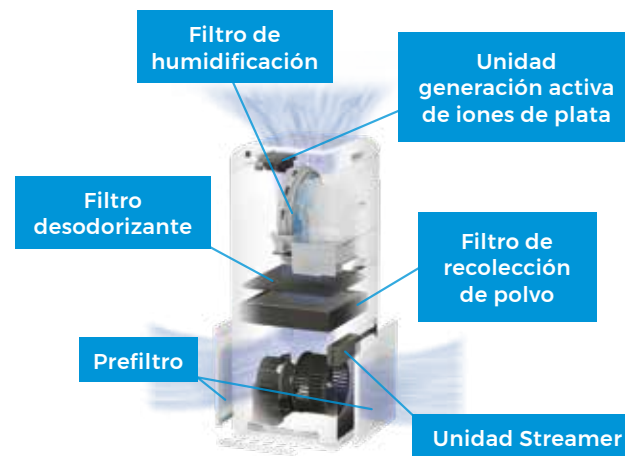 Filtro de
humidificación
Unidad
generación activa
de iones de plata
Filtro
desodorizante
Filtro de
recolección
de polvo
Prefiltro
Unidad Streamer